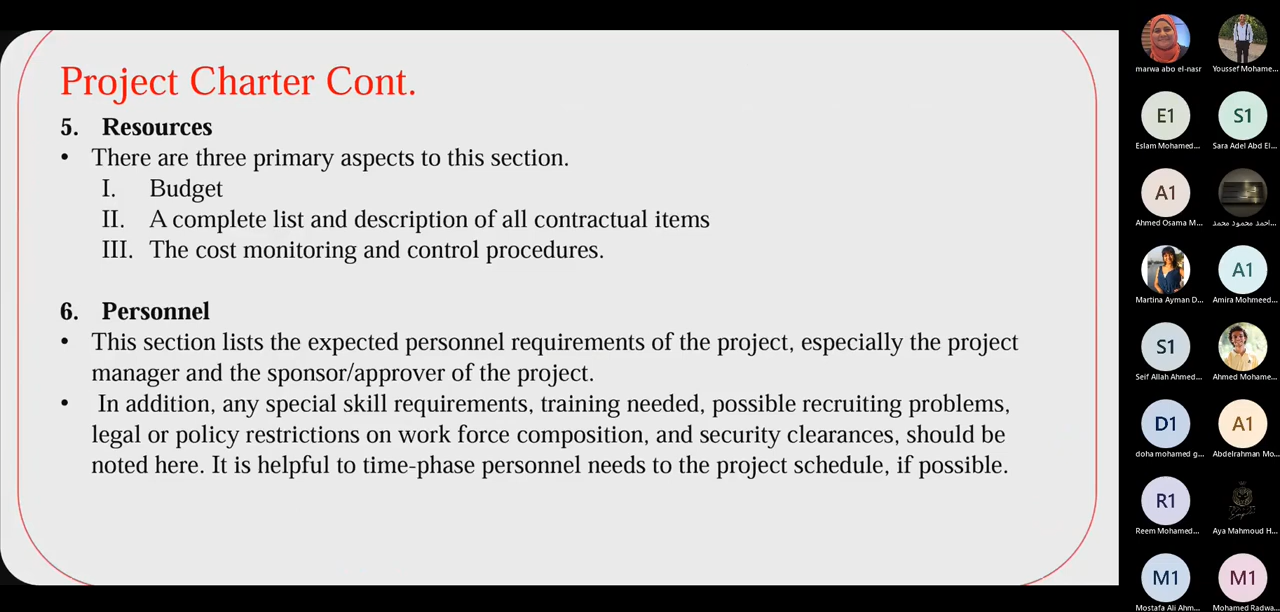 Project Charter Cont.
5. Resources
• There are three primary aspects to this section.
I. Budget
II. A complete list and description of all contractual items
III. The cost monitoring and control procedures.
6. Personnel
• This section lists the expected personnel requirements of the project, especially the project
manager and the sponsor/approver of the project.
• In addition, any special skill requirements, training needed, possible recruiting problems,
legal or policy restrictions on work force composition, and security clearances, should be
noted here. It is helpful to time-phase personnel needs to the project schedule, if possible.
marwa abo el-nasr
Youssef Mohame...
E1
S1
Eslam Mohamed...
Sara Adel Abd El...
A1
Ahmed Osama M...
احمد محمود محمد...
A1
Martina Ayman D...
Amira Mohmeed...
S1
Seif Allah Ahmed...
Ahmed Mohame...
D1
A1
doha mohamed g...
Abdelrahman Mo...
R1
Reem Mohamed...
Aya Mahmoud H...
M1
M1
Mostafa Ali Ahm...
Mohamed Radwa...